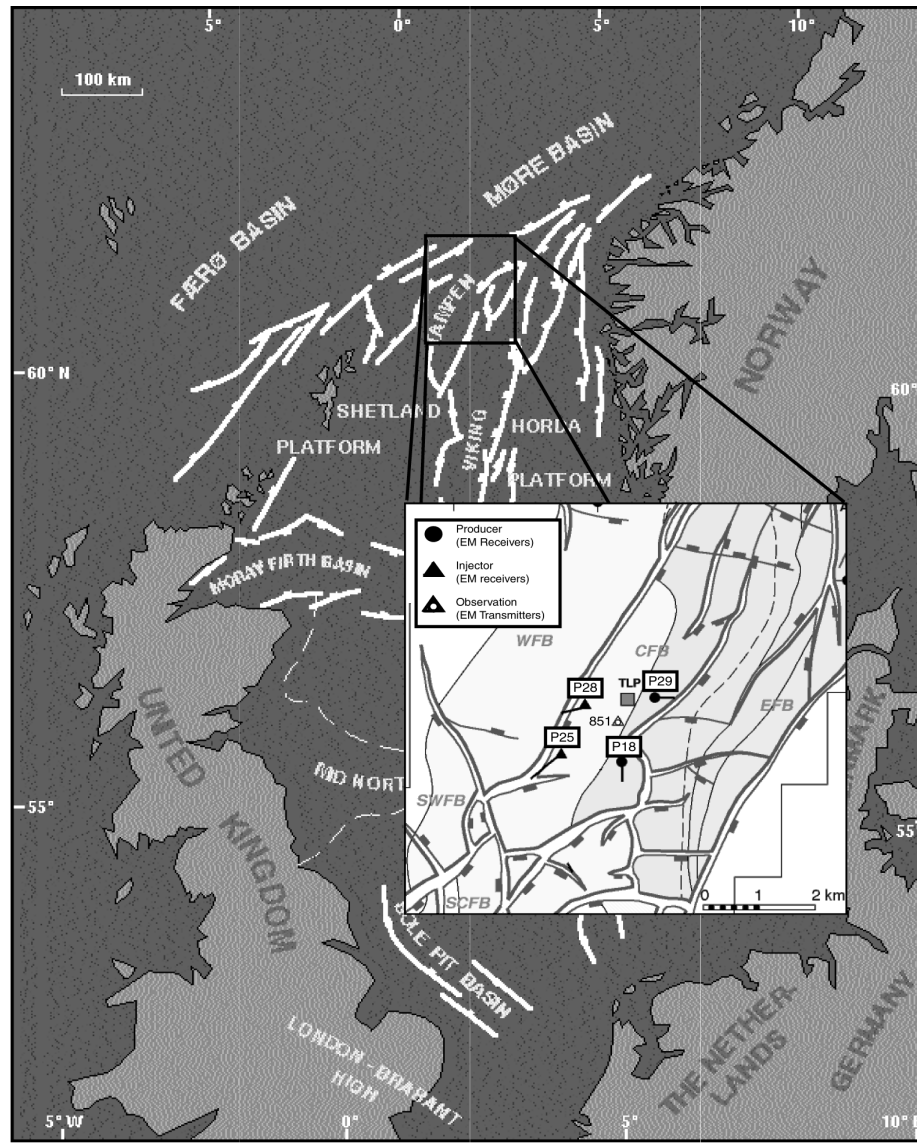 5°
0°
5°
10°
100 km
MØRE BASIN
FÆRØ BASIN
NORWAY
TAMPEN
60° N
60°
SHETLAND
PLATFORM
VIKING
HORDA
PLATFORM
MORAY FIRTH BASIN
Producer
(EM Receivers)
Injector
(EM receivers)
Observation
(EM Transmitters)
WFB
CFB
TLP
P29
P28
EFB
851
P25
P18
SWFB
SCFB
0 1 2 km
UNITED
KINGDOM
MID NORT
55°
55°
SOLE PIT BASIN
LONDON-BRABANT
HIGH
THE NETHER-
LANDS
GERMANY
5° W
0°
5°